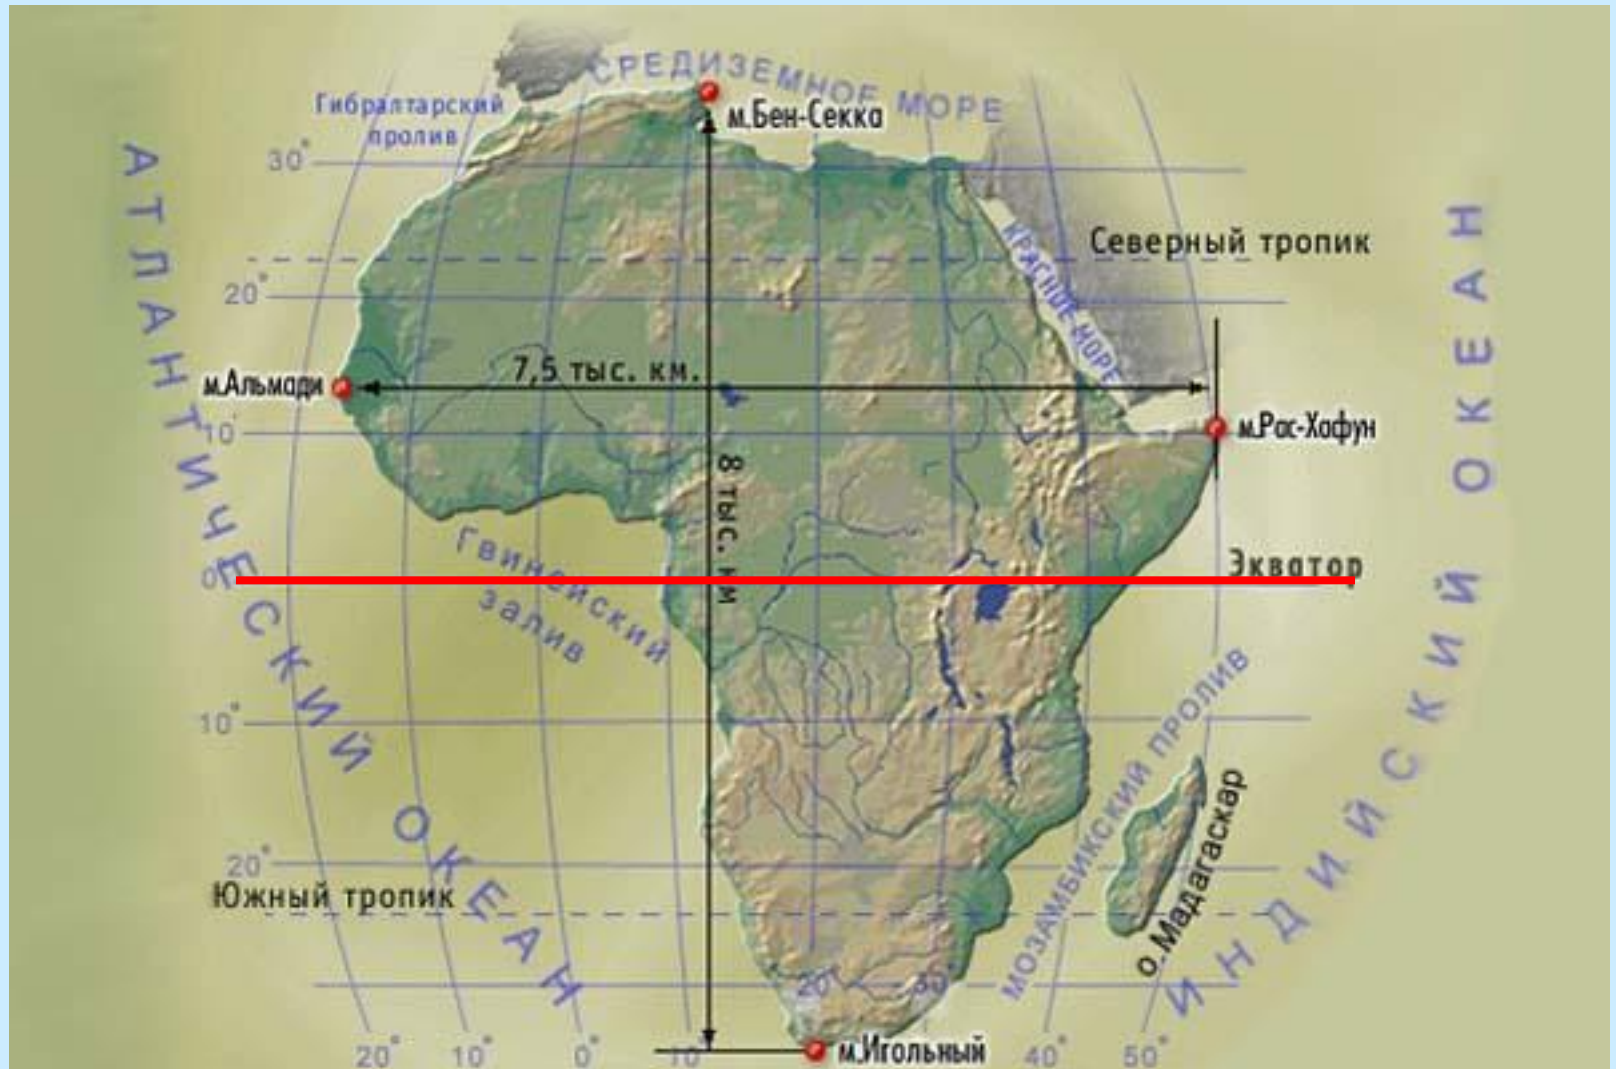 СРЕДИЗЕМНОЕ МОРЕ
Гибралтарский
пролив
м.Бен-Секка
30°
АТЛАНТИЧЕСКИЙ ОКЕАН
КРАСНОЕ МОРЕ
Северный тропик
20°
7,5 тыс. км.
м.Альмади
10
м.Рас-Хафун
8 тыс. км
Гвинейский
залив
Экватор
0°
10°
МОЗАМБИКСКИЙ ПРОЛИВ
ИНДИЙСКИЙ ОКЕАН
о.Мадагаскар
20°
Южный тропик
20°
30°
м.Игольный
20°
10°
0°
10°
40°
50°